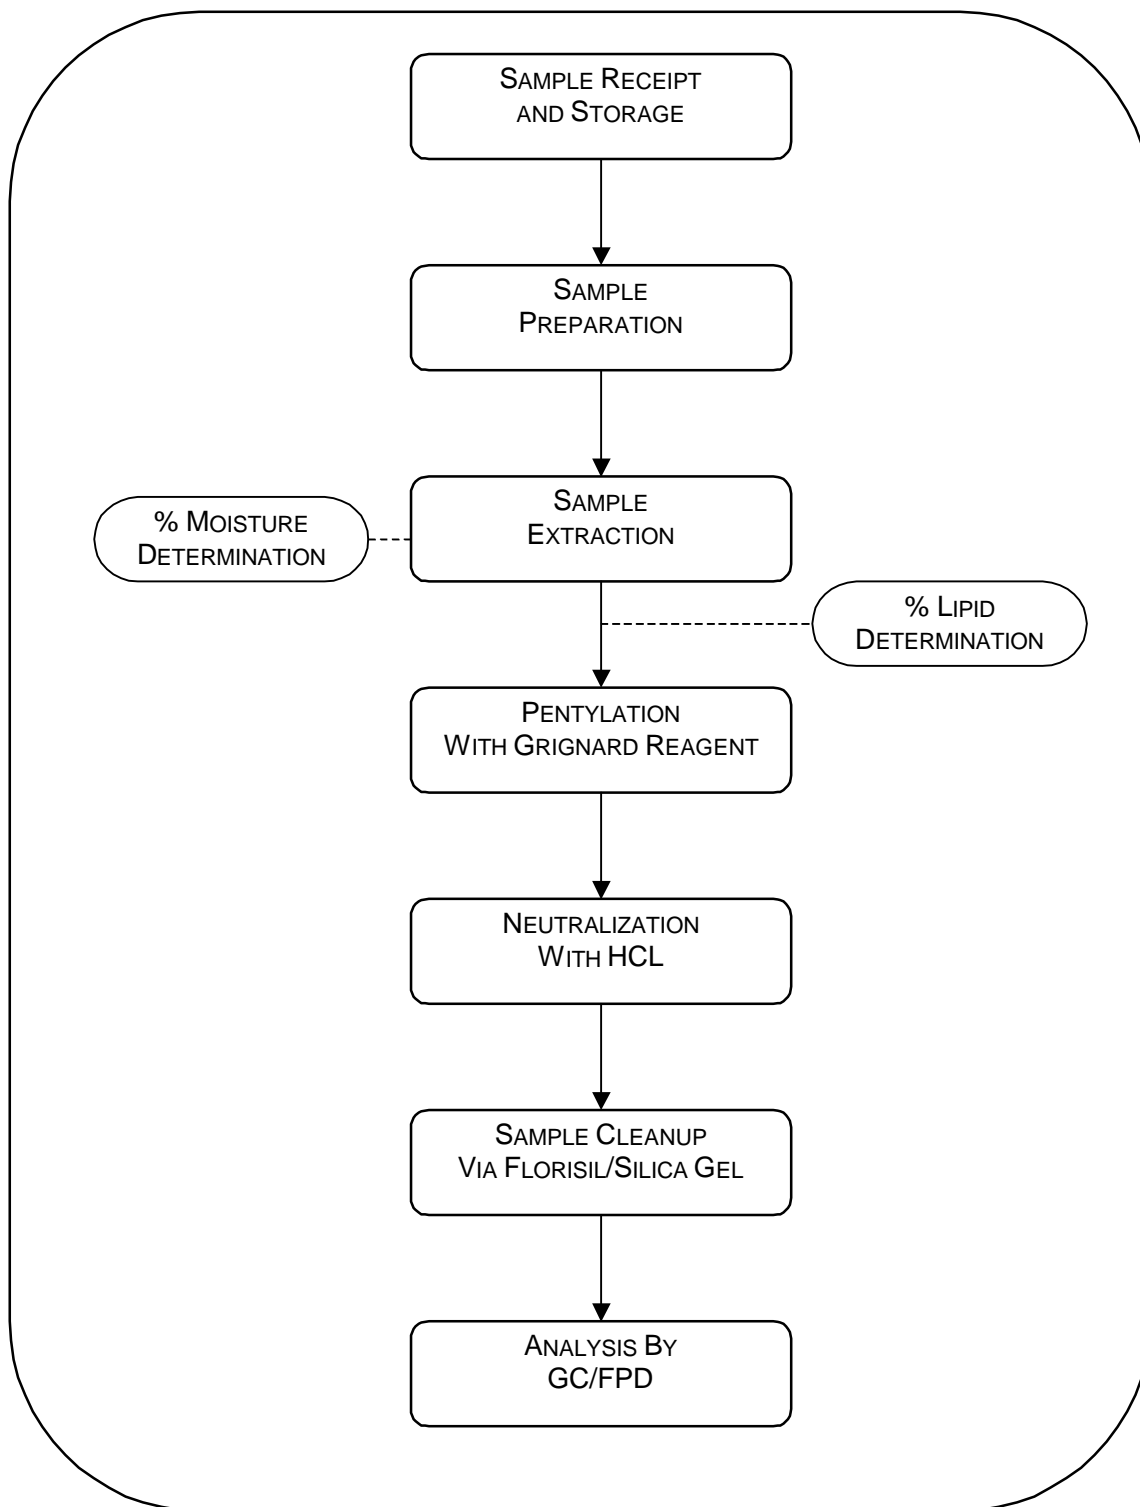 SAMPLE RECEIPT
AND STORAGE
SAMPLE
PREPARATION
SAMPLE
EXTRACTION
% MOISTURE
DETERMINATION
% LIPID
DETERMINATION
PENTYLATION
WITH GRIGNARD REAGENT
NEUTRALIZATION
WITH HCL
SAMPLE CLEANUP
VIA FLORISIL/SILICA GEL
ANALYSIS BY
GC/FPD